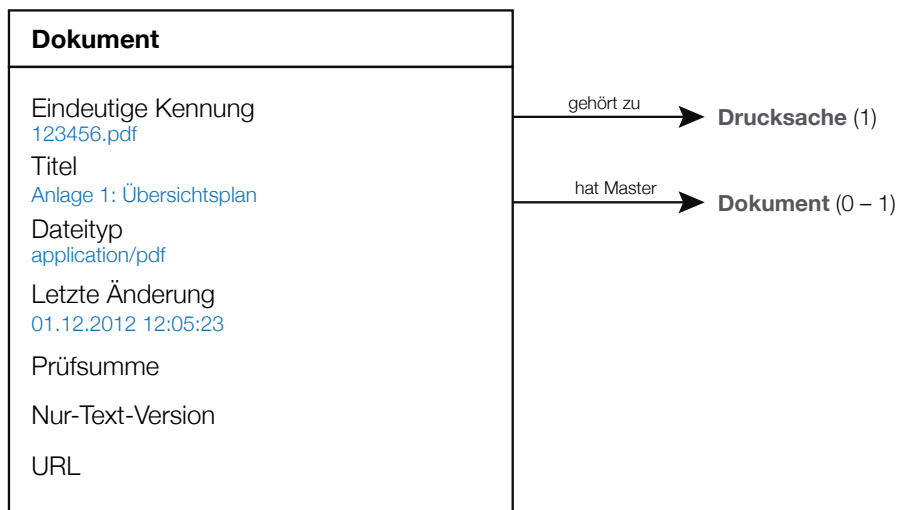 Dokument
Eindeutige Kennung
123456.pdf
Titel
Anlage 1: Übersichtsplan
Dateityp
application/pdf
Letzte Änderung
01.12.2012 12:05:23
Prüfsumme
Nur-Text-Version
URL
gehört zu
Drucksache (1)
hat Master
Dokument (0 – 1)